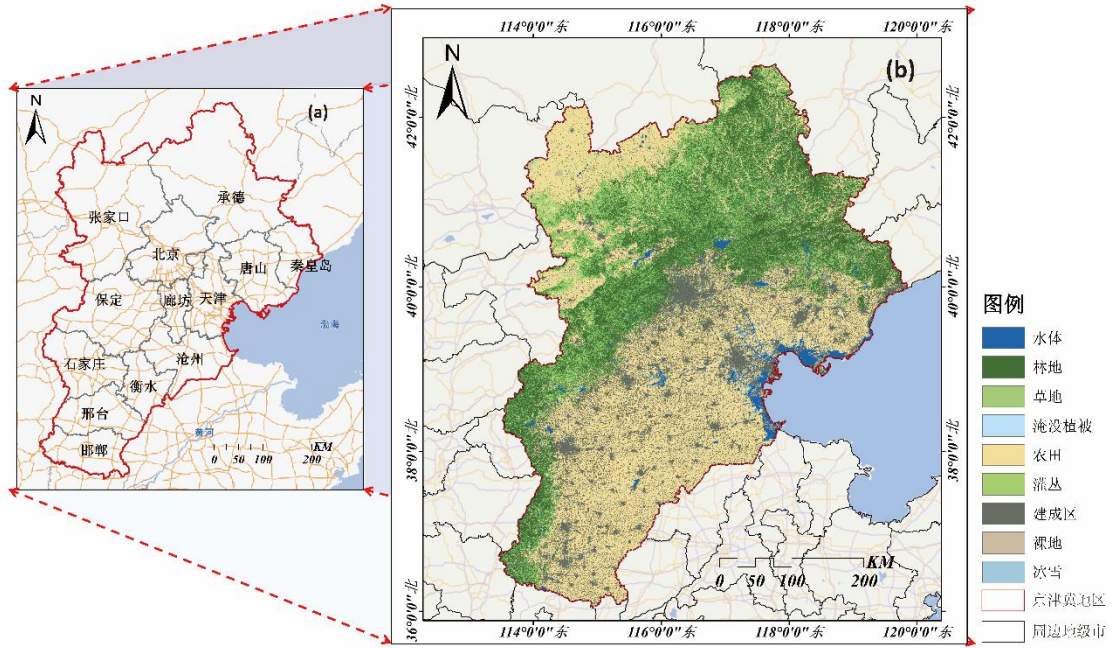 N
(a)
承德
张家口
北京
唐山
秦皇岛
保定
廊坊
天津
渤海
石家庄
沧州
衡水
邢台
黄河
邯郸
KM
0 50 100 200
114°0'0"东 116°0'0"东 118°0'0"东 120°0'0"东
N
(b)
42°0'0"北
42°0'0"北
40°0'0"北
40°0'0"北
38°0'0"北
38°0'0"北
36°0'0"北
36°0'0"北
KM
0 50 100 200
114°0'0"东 116°0'0"东 118°0'0"东 120°0'0"东
图例
水体
林地
草地
淹没植被
农田
灌丛
建成区
裸地
冰雪
京津冀地区
周边地级市